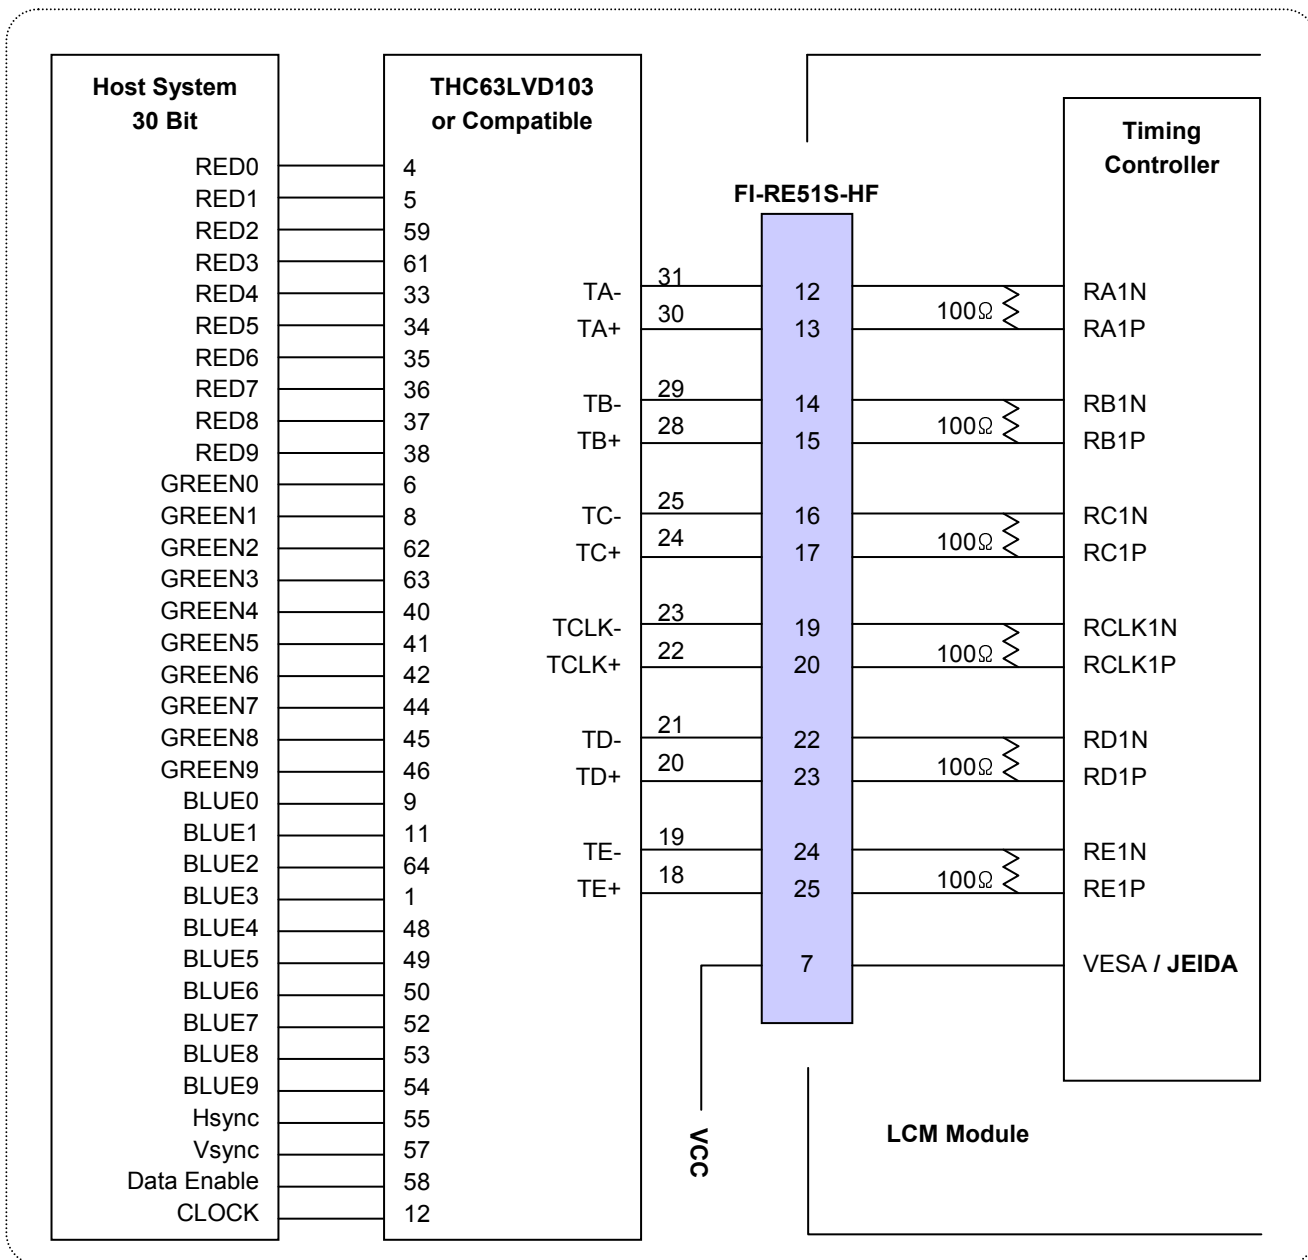 Host System
30 Bit
RED0
RED1
RED2
RED3
RED4
RED5
RED6
RED7
RED8
RED9
GREEN0
GREEN1
GREEN2
GREEN3
GREEN4
GREEN5
GREEN6
GREEN7
GREEN8
GREEN9
BLUE0
BLUE1
BLUE2
BLUE3
BLUE4
BLUE5
BLUE6
BLUE7
BLUE8
BLUE9
Hsync
Vsync
Data Enable
CLOCK
THC63LVD103
or Compatible
4
5
59
61
33
34
35
36
37
38
6
8
62
63
40
41
42
44
45
46
9
11
64
1
48
49
50
52
53
54
55
57
58
12
TA-
TA+
TB-
TB+
TC-
TC+
TCLK-
TCLK+
TD-
TD+
TE-
TE+
31
30
29
28
25
24
23
22
21
20
19
18
VCC
FI-RE51S-HF
12
13
14
15
16
17
19
20
22
23
24
25
7
100Ω
100Ω
100Ω
100Ω
100Ω
100Ω
Timing
Controller
RA1N
RA1P
RB1N
RB1P
RC1N
RC1P
RCLK1N
RCLK1P
RD1N
RD1P
RE1N
RE1P
VESA / JEIDA
LCM Module